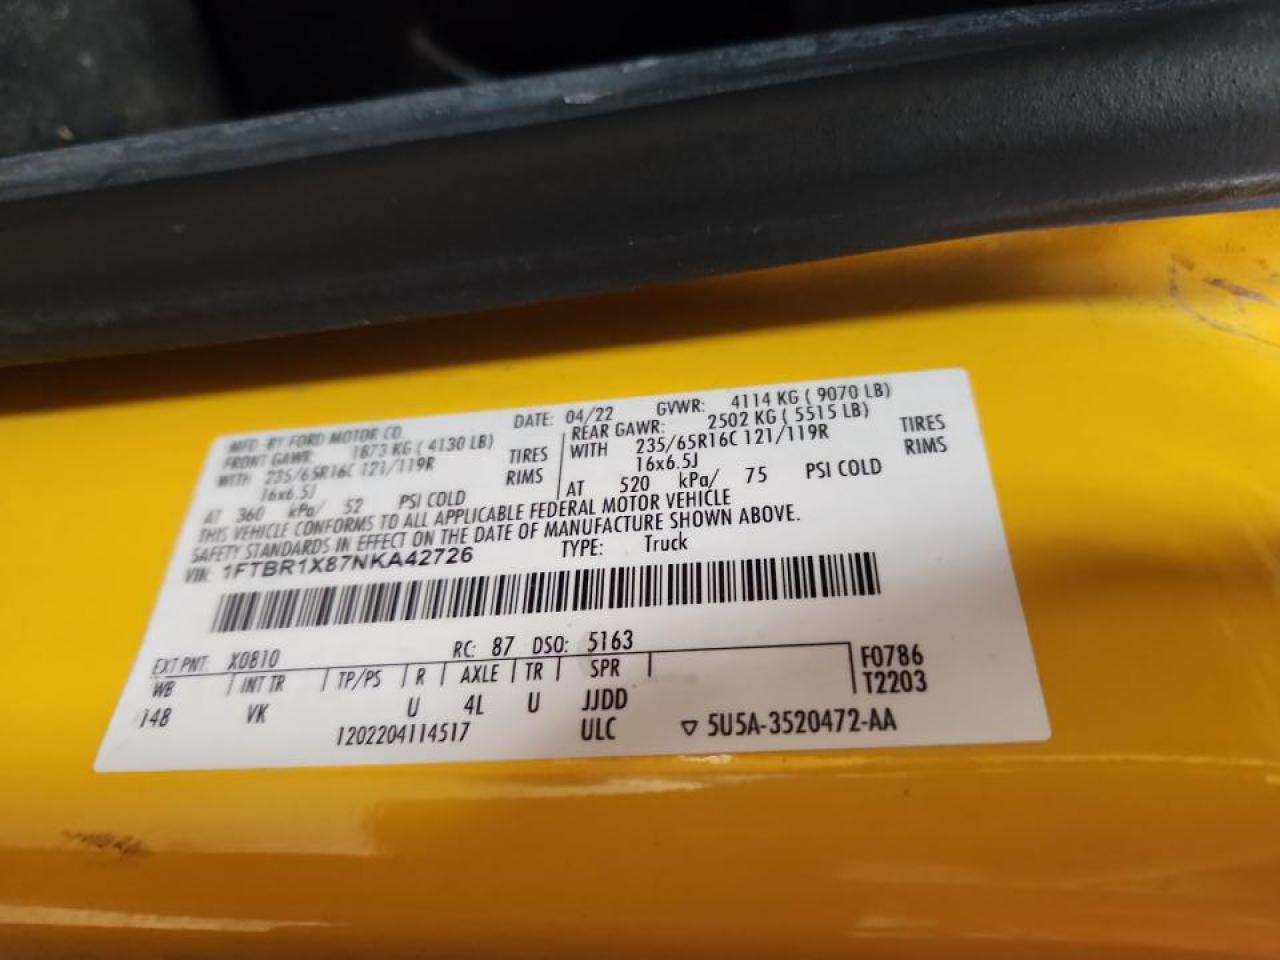 MFD. BY FORD MOTOR CO. DATE: 04/22 GVWR: 4114 KG ( 9070 LB)
FRONT GAWR: 1873 KG ( 4130 LB) REAR GAWR: 2502 KG ( 5515 LB)
WITH 235/65R16C 121/119R TIRES WITH 235/65R16C 121/119R TIRES
16x6.5J RIMS 16x6.5J RIMS
AT 360 kPa/ 52 PSI COLD AT 520 kPa/ 75 PSI COLD
THIS VEHICLE CONFORMS TO ALL APPLICABLE FEDERAL MOTOR VEHICLE
SAFETY STANDARDS IN EFFECT ON THE DATE OF MANUFACTURE SHOWN ABOVE.
VIN: 1FTBR1X87NKA42726 TYPE: Truck
EXT PNT: X0810 RC: 87 DSO: 5163
WB INT TR TP/PS R AXLE TR SPR F0786
148 VK U 4L U JJDD T2203
1202204114517 ULC ▽ 5U5A-3520472-AA